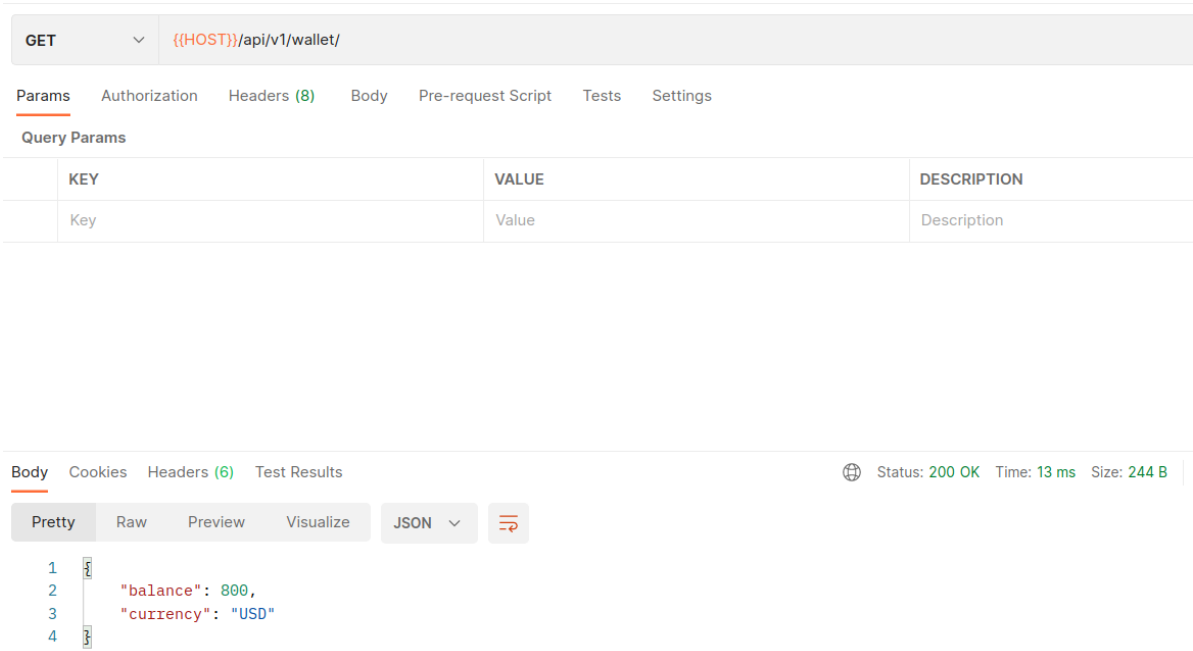 GET {{HOST}}/api/v1/wallet/
Params Authorization Headers (8) Body Pre-request Script Tests Settings
Query Params
KEY VALUE DESCRIPTION
Key Value Description
Body Cookies Headers (6) Test Results Status: 200 OK Time: 13 ms Size: 244 B
Pretty Raw Preview Visualize JSON
1 {
2 "balance": 800,
3 "currency": "USD"
4 }